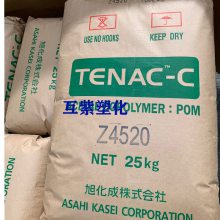 USE NO HOOKS
KEEP DRY
TENAC-C
互紫塑化
POLYMER : POM
Z4520
NET 25kg
旭化成株式会社
ASAHI KASEI CORPORATION